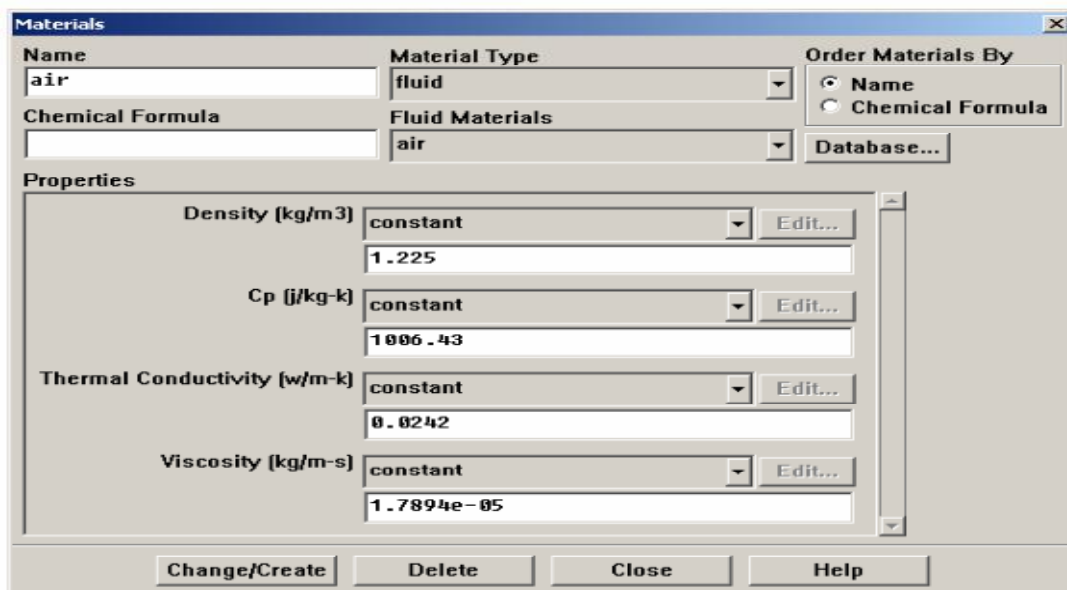 Materials
Name
air
Material Type
fluid
Order Materials By
Name
Chemical Formula
Chemical Formula
Fluid Materials
air
Database...
Properties
Density (kg/m3)
constant
Edit...
1.225
Cp (j/kg-k)
constant
Edit...
1006.43
Thermal Conductivity (w/m-k)
constant
Edit...
0.0242
Viscosity (kg/m-s)
constant
Edit...
1.7894e-05
Change/Create
Delete
Close
Help